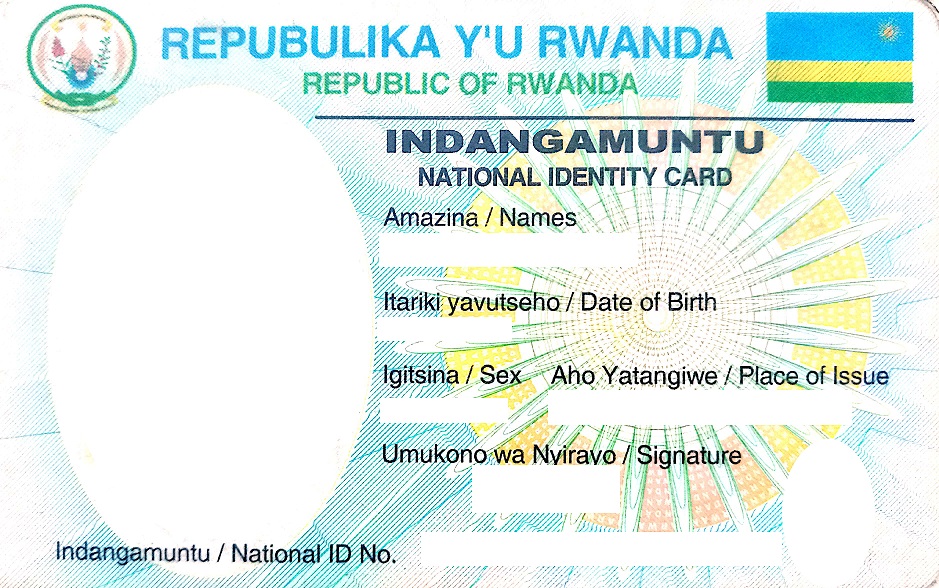 REPUBULIKA Y'U RWANDA
REPUBLIC OF RWANDA
INDANGAMUNTU
NATIONAL IDENTITY CARD
Amazina / Names
Itariki yavutseho / Date of Birth
Igitsina / Sex Aho Yatangiwe / Place of Issue
Umukono wa Nyirayo / Signature
Indangamuntu / National ID No.